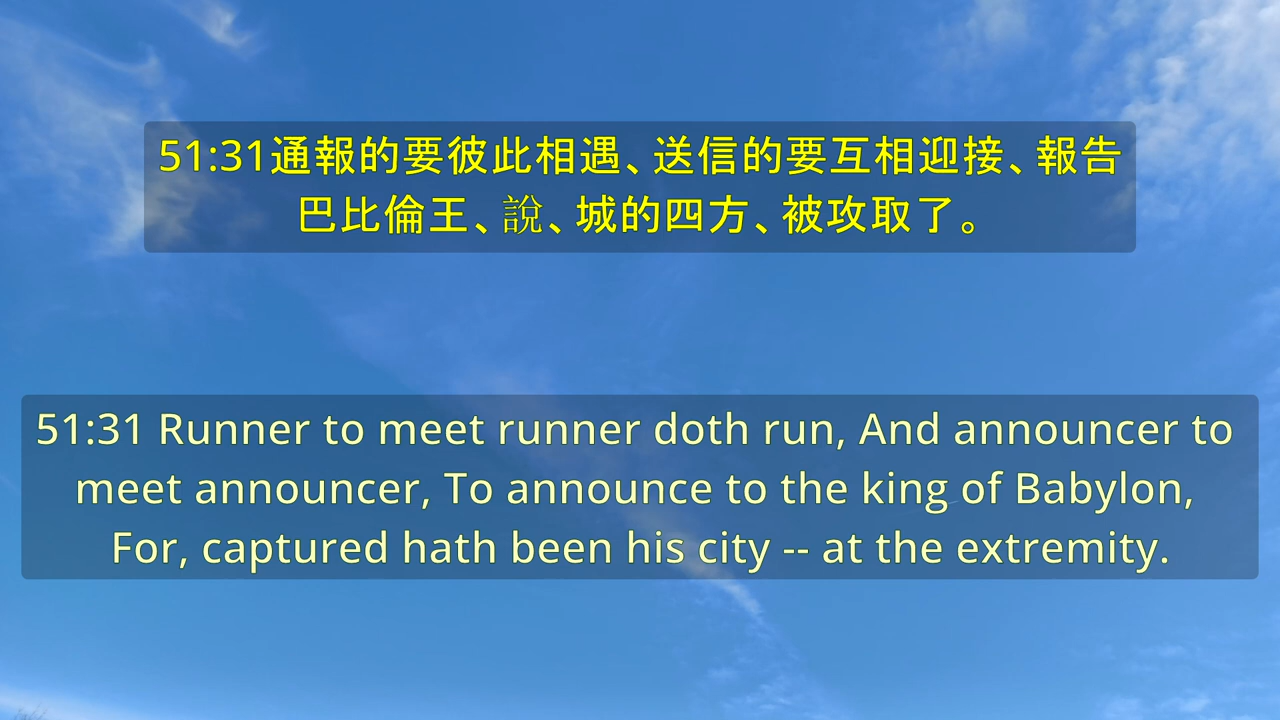 51:31通報的要彼此相遇、送信的要互相迎接、報告
巴比倫王、說、城的四方、被攻取了。
51:31 Runner to meet runner doth run, And announcer to
meet announcer, To announce to the king of Babylon,
For, captured hath been his city -- at the extremity.